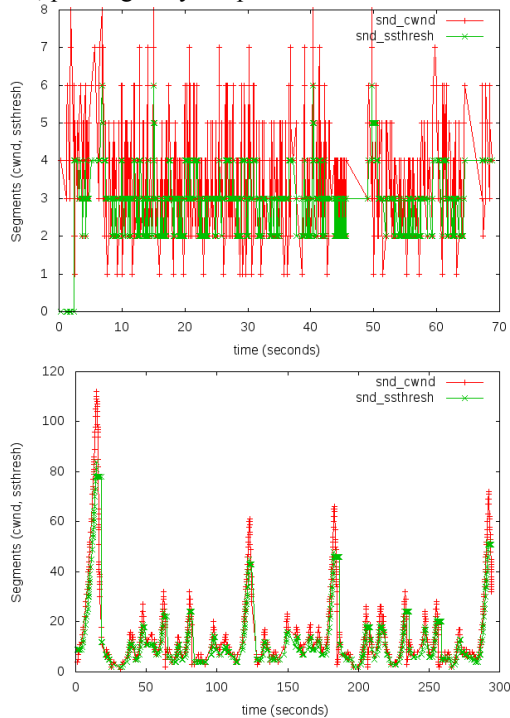 8
snd_cwnd
snd_ssthresh
7
6
5
4
3
2
1
0
Segments (cwnd, ssthresh)
0 10 20 30 40 50 60 70
time (seconds)
120
snd_cwnd
snd_ssthresh
100
80
60
40
20
0
Segments (cwnd, ssthresh)
0 50 100 150 200 250 300
time (seconds)